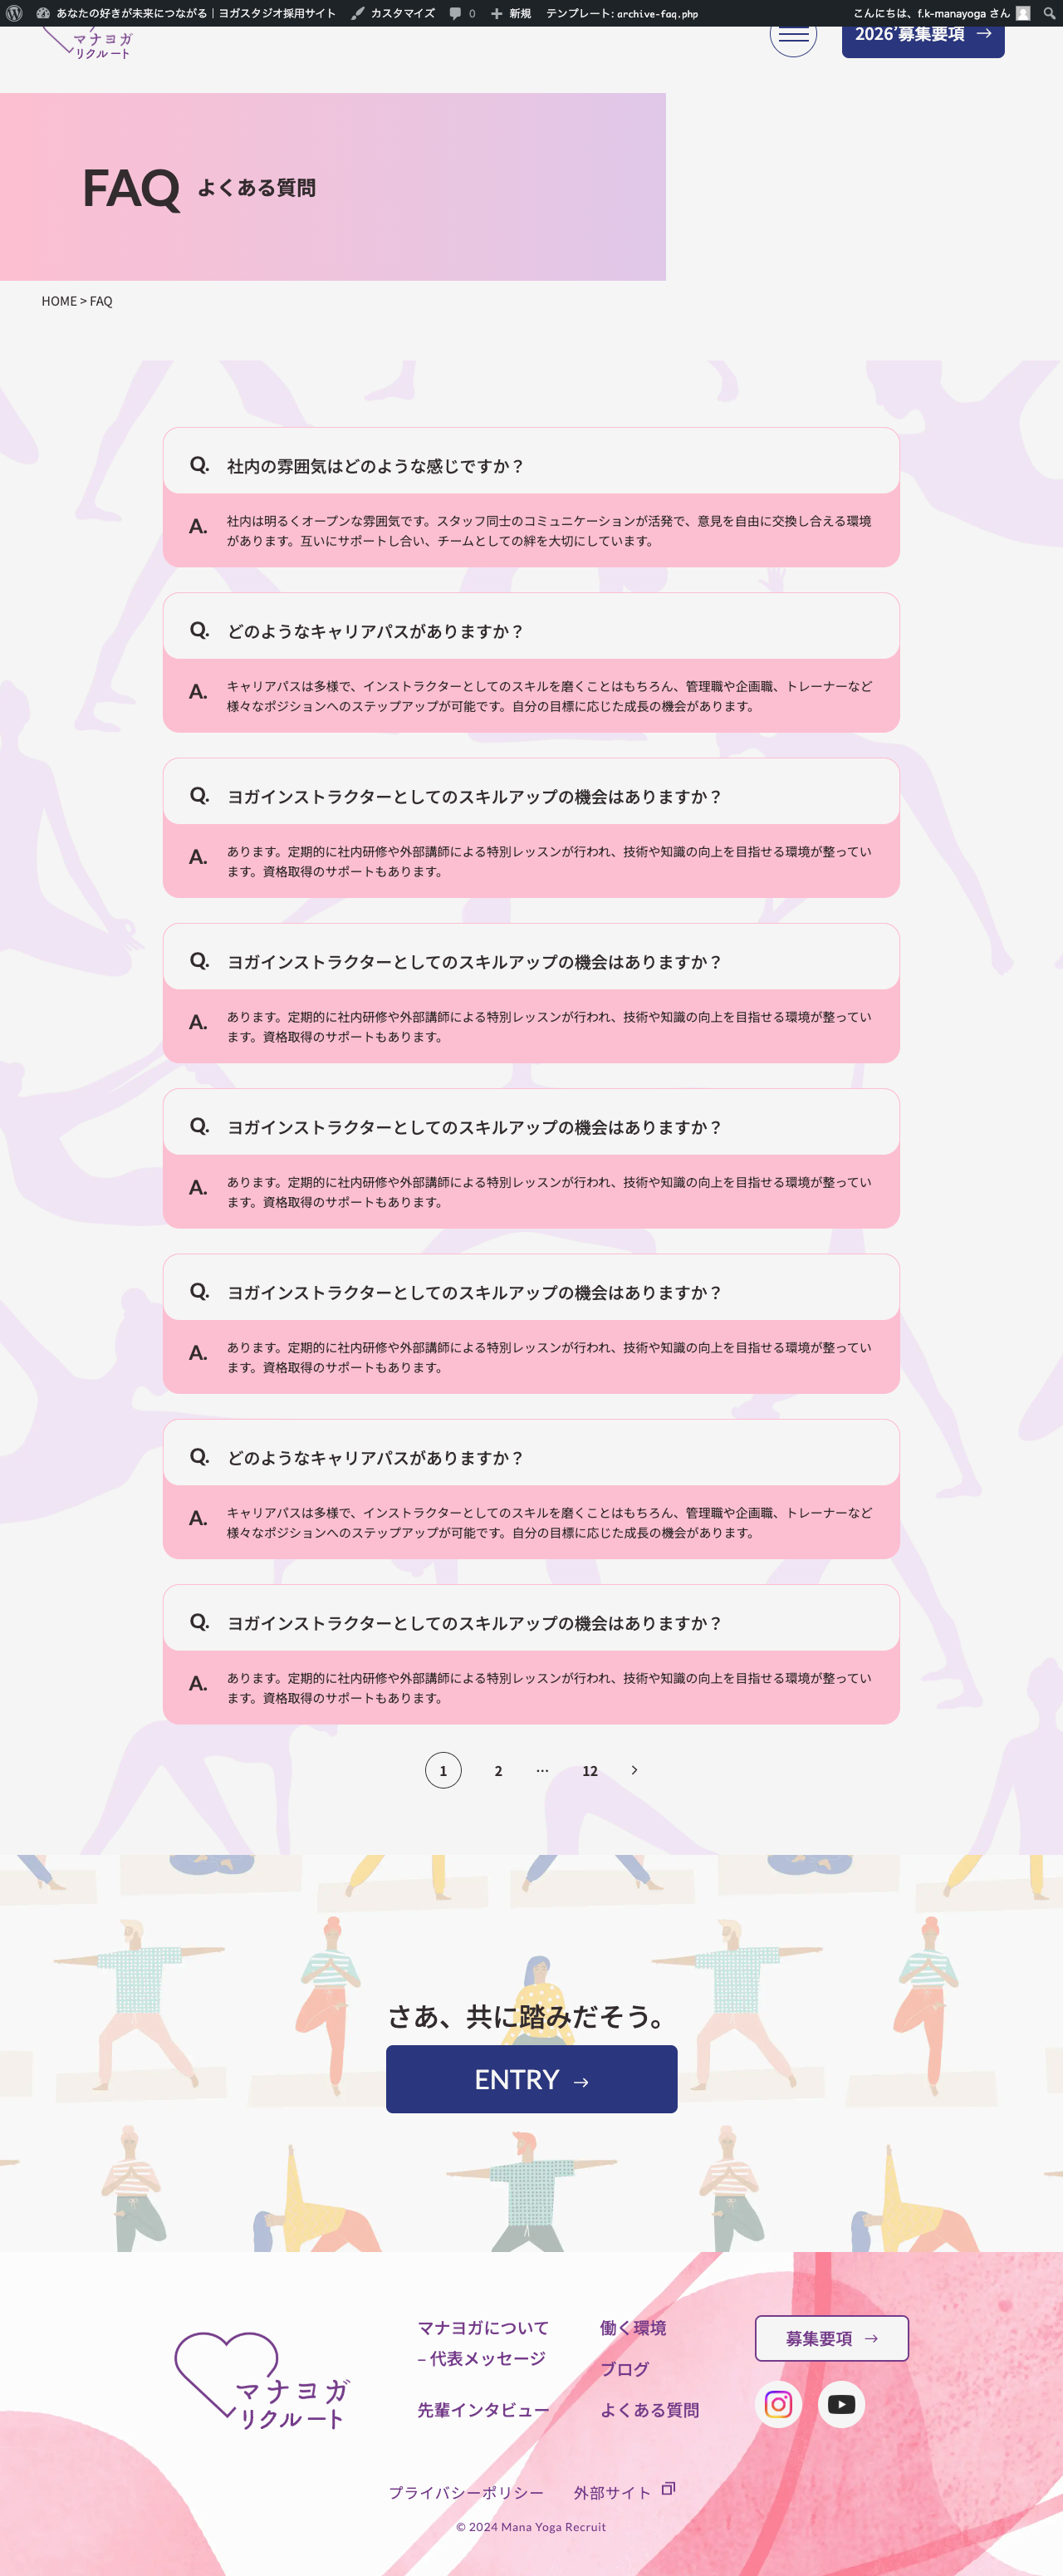 あなたの好きが未来につながる｜ヨガスタジオ採用サイト カスタマイズ 0 新規 テンプレート: archive-faq.php こんにちは、f.k-manayoga さん
マナヨガ
リクルート
2026’募集要項
FAQ よくある質問
HOME > FAQ
Q. 社内の雰囲気はどのような感じですか？
A. 社内は明るくオープンな雰囲気です。スタッフ同士のコミュニケーションが活発で、意見を自由に交換し合える環境
があります。互いにサポートし合い、チームとしての絆を大切にしています。
Q. どのようなキャリアパスがありますか？
A. キャリアパスは多様で、インストラクターとしてのスキルを磨くことはもちろん、管理職や企画職、トレーナーなど
様々なポジションへのステップアップが可能です。自分の目標に応じた成長の機会があります。
Q. ヨガインストラクターとしてのスキルアップの機会はありますか？
A. あります。定期的に社内研修や外部講師による特別レッスンが行われ、技術や知識の向上を目指せる環境が整ってい
ます。資格取得のサポートもあります。
Q. ヨガインストラクターとしてのスキルアップの機会はありますか？
A. あります。定期的に社内研修や外部講師による特別レッスンが行われ、技術や知識の向上を目指せる環境が整ってい
ます。資格取得のサポートもあります。
Q. ヨガインストラクターとしてのスキルアップの機会はありますか？
A. あります。定期的に社内研修や外部講師による特別レッスンが行われ、技術や知識の向上を目指せる環境が整ってい
ます。資格取得のサポートもあります。
Q. ヨガインストラクターとしてのスキルアップの機会はありますか？
A. あります。定期的に社内研修や外部講師による特別レッスンが行われ、技術や知識の向上を目指せる環境が整ってい
ます。資格取得のサポートもあります。
Q. どのようなキャリアパスがありますか？
A. キャリアパスは多様で、インストラクターとしてのスキルを磨くことはもちろん、管理職や企画職、トレーナーなど
様々なポジションへのステップアップが可能です。自分の目標に応じた成長の機会があります。
Q. ヨガインストラクターとしてのスキルアップの機会はありますか？
A. あります。定期的に社内研修や外部講師による特別レッスンが行われ、技術や知識の向上を目指せる環境が整ってい
ます。資格取得のサポートもあります。
1 2 … 12
さあ、共に踏みだそう。
ENTRY
マナヨガ
リクルート
マナヨガについて
– 代表メッセージ
先輩インタビュー
働く環境
ブログ
よくある質問
募集要項
プライバシーポリシー 外部サイト
© 2024 Mana Yoga Recruit